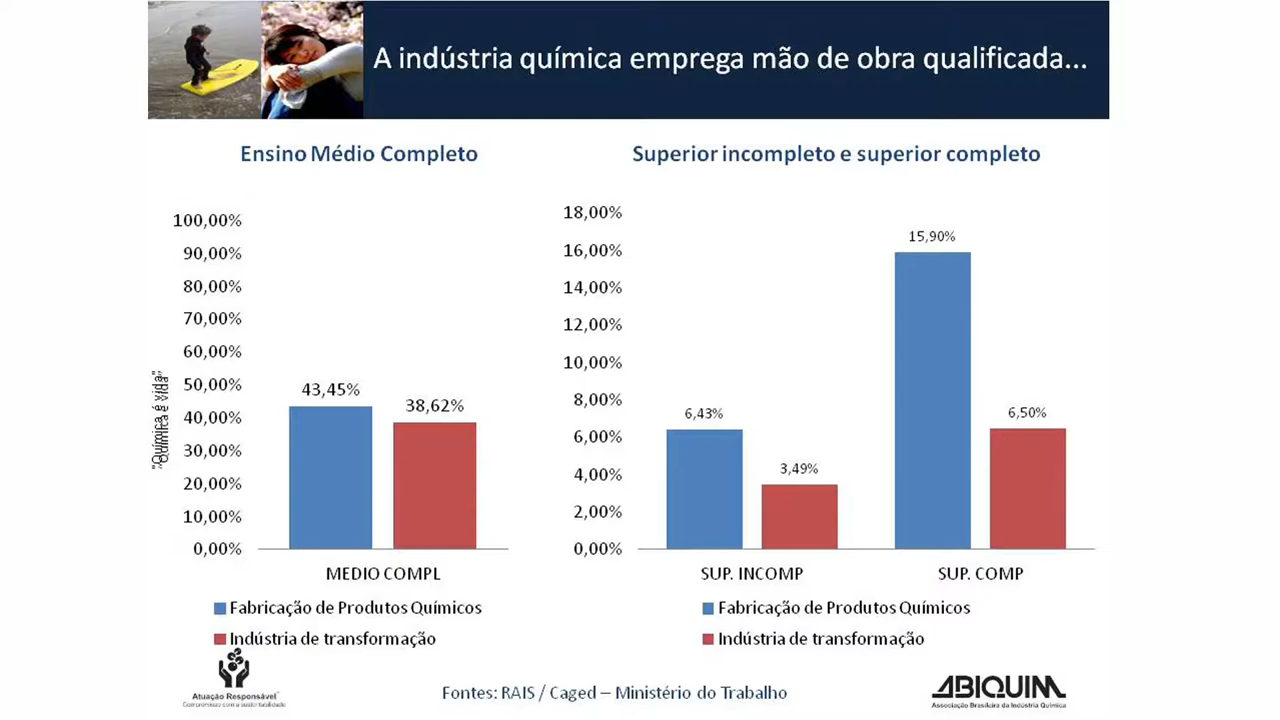 A indústria química emprega mão de obra qualificada...
Ensino Médio Completo
100,00%
90,00%
80,00%
70,00%
60,00%
50,00%
40,00%
30,00%
20,00%
10,00%
0,00%
43,45%
38,62%
MEDIO COMPL
Fabricação de Produtos Químicos
Indústria de transformação
Superior incompleto e superior completo
18,00%
16,00%
14,00%
12,00%
10,00%
8,00%
6,00%
4,00%
2,00%
0,00%
6,43%
3,49%
15,90%
6,50%
SUP. INCOMP
SUP. COMP
Fabricação de Produtos Químicos
Indústria de transformação
"Química é vida"
"Química é vida"
Atuação Responsável
Compromisso com a sustentabilidade
Fontes: RAIS / Caged – Ministério do Trabalho
ABIQUIM
Associação Brasileira da Indústria Química